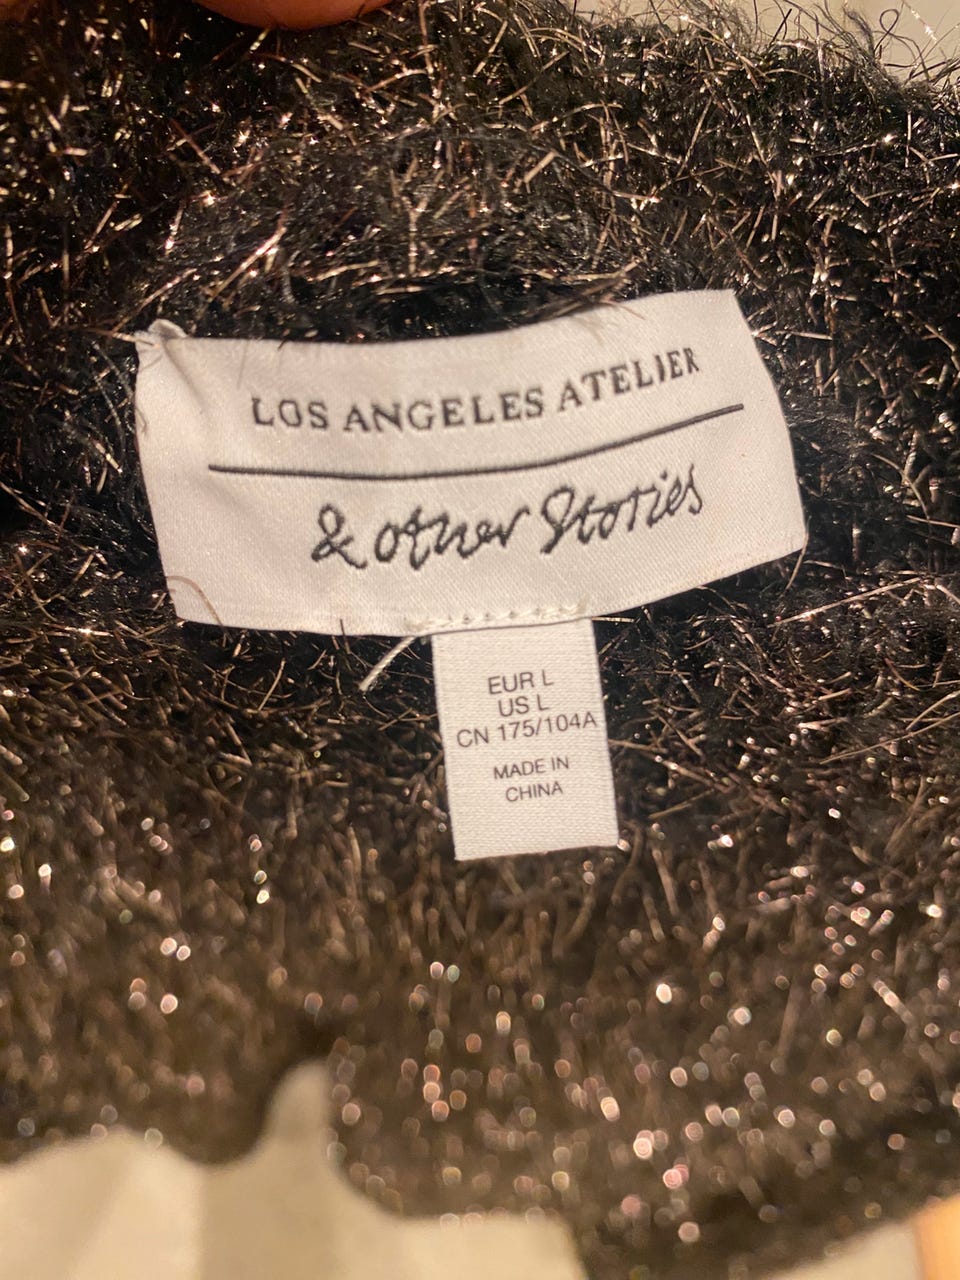 LOS ANGELES ATELIER
& other Stories
EUR L
US L
CN 175/104A
MADE IN
CHINA